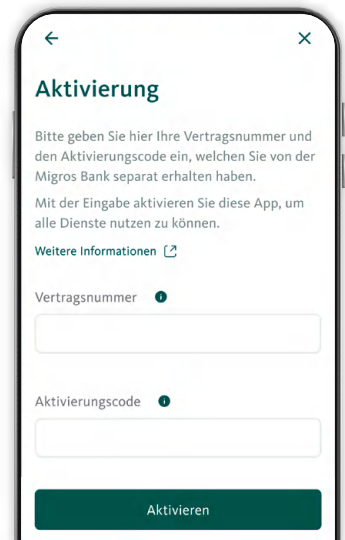 Aktivierung
Bitte geben Sie hier Ihre Vertragsnummer und
den Aktivierungscode ein, welchen Sie von der
Migros Bank separat erhalten haben.
Mit der Eingabe aktivieren Sie diese App, um
alle Dienste nutzen zu können.
Weitere Informationen
Vertragsnummer
Aktivierungscode
Aktivieren